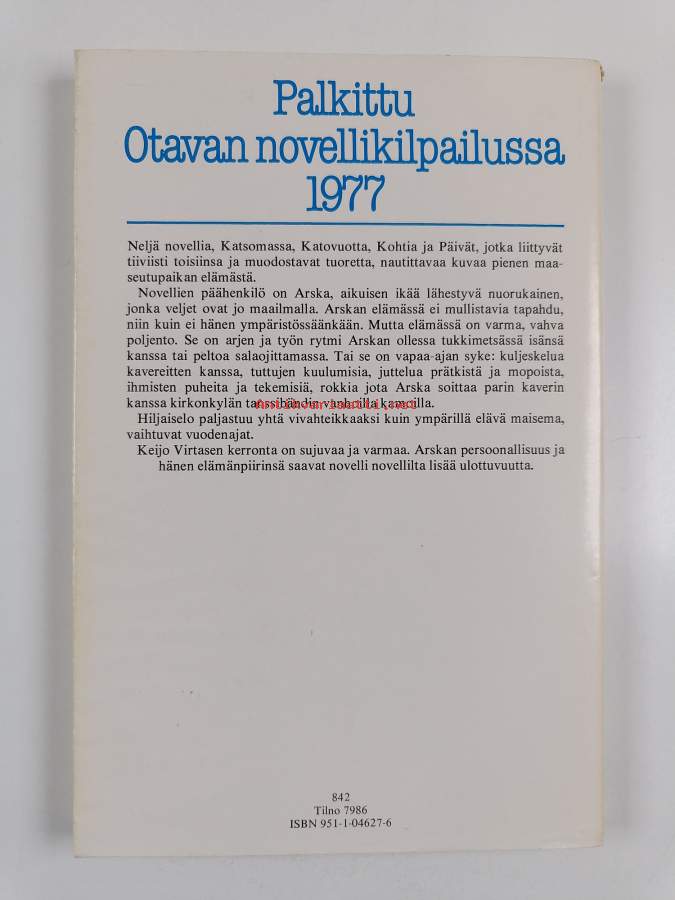 Palkittu
Otavan novellikilpailussa
1977
Neljä novellia, Katsomassa, Katovuotta, Kohtia ja Päivät, jotka liittyvät
tiiviisti toisiinsa ja muodostavat tuoretta, nautittavaa kuvaa pienen maa-
seutupaikan elämästä.
Novellien päähenkilö on Arska, aikuisen ikää lähestyvä nuorukainen,
jonka veljet ovat jo maailmalla. Arskan elämässä ei mullistavia tapahdu,
niin kuin ei hänen ympäristössäänkään. Mutta elämässä on varma, vahva
poljento. Se on arjen ja työn rytmi Arskan ollessa tukkimetsässä isänsä
kanssa tai peltoa salaojittamassa. Tai se on vapaa-ajan syke: kuljeskelua
kavereitten kanssa, tuttujen kuulumisia, juttelua prätkistä ja mopoista,
ihmisten puheita ja tekemisiä, rokkia jota Arska soittaa parin kaverin
kanssa kirkonkylän tanssibändin vanhoilla kamoilla.
Antikvariaatti.net
Hiljaiselo paljastuu yhtä vivahteikkaaksi kuin ympärillä elävä maisema,
vaihtuvat vuodenajat.
Keijo Virtasen kerronta on sujuvaa ja varmaa. Arskan persoonallisuus ja
hänen elämänpiirinsä saavat novelli novellilta lisää ulottuvuutta.
842
Tilno 7986
ISBN 951-1-04627-6